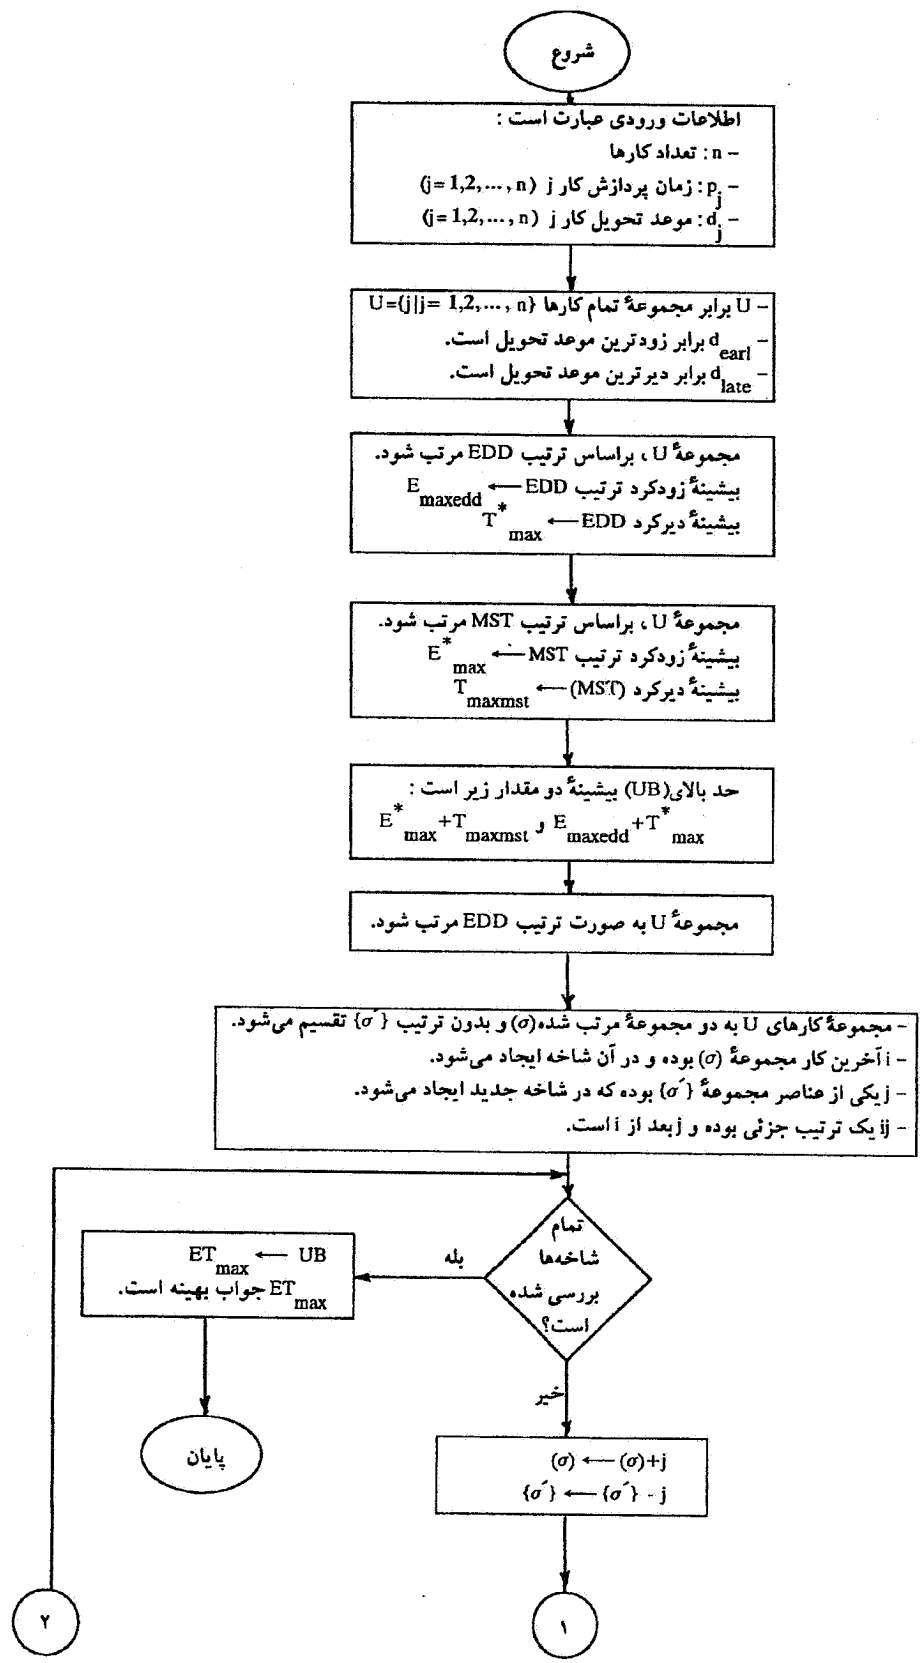 شروع
اطلاعات ورودی عبارت است :
– n : تعداد کارها
– p_j : زمان پردازش کار j (j= 1,2, ... , n)
– d_j : موعد تحویل کار j (j= 1,2, ... , n)
– U برابر مجموعهٔ تمام کارها U={j|j= 1,2, ... , n}
– d_earl برابر زودترین موعد تحویل است.
– d_late برابر دیرترین موعد تحویل است.
مجموعهٔ U ، براساس ترتیب EDD مرتب شود.
بیشینهٔ زودکرد ترتیب E_maxedd ← EDD
بیشینهٔ دیرکرد T*_max ← EDD
مجموعهٔ U ، براساس ترتیب MST مرتب شود.
بیشینهٔ زودکرد ترتیب E*_max ← MST
بیشینهٔ دیرکرد T_maxmst ← (MST)
حد بالای (UB) بیشینهٔ دو مقدار زیر است :
E_maxedd+T*_max و E*_max+T_maxmst
مجموعهٔ U به صورت ترتیب EDD مرتب شود.
– مجموعهٔ کارهای U به دو مجموعهٔ مرتب شده (σ) و بدون ترتیب {σ´} تقسیم می‌شود.
– i آخرین کار مجموعهٔ (σ) بوده و در آن شاخه ایجاد می‌شود.
– j یکی از عناصر مجموعهٔ {σ´} بوده که در شاخه جدید ایجاد می‌شود.
– ij یک ترتیب جزئی بوده و j بعد از i است.
تمام
شاخه‌ها
بررسی شده
است؟
بله
ET_max ← UB
ET_max جواب بهینه است.
پایان
خیر
(σ) ← (σ)+j
{σ´} ← {σ´} - j
۲
۱